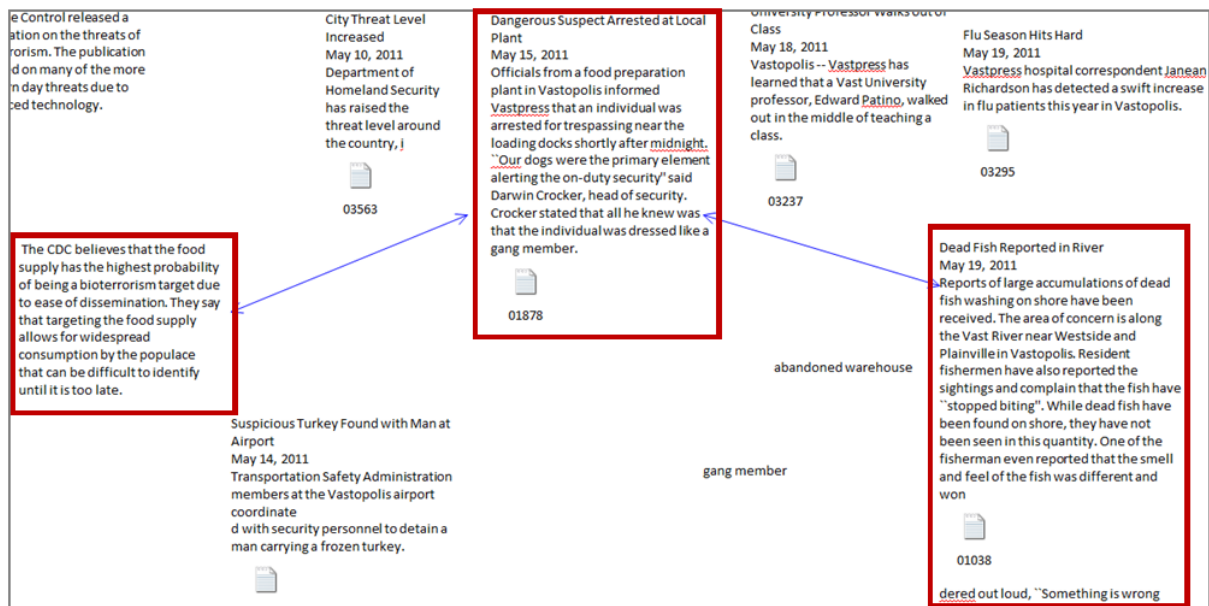 e Control released a
ation on the threats of
rorism. The publication
d on many of the more
n day threats due to
ced technology.
City Threat Level
Increased
May 10, 2011
Department of
Homeland Security
has raised the
threat level around
the country, i
03563
Dangerous Suspect Arrested at Local
Plant
May 15, 2011
Officials from a food preparation
plant in Vastopolis informed
Vastpress that an individual was
arrested for trespassing near the
loading docks shortly after midnight.
``Our dogs were the primary element
alerting the on-duty security" said
Darwin Crocker, head of security.
Crocker stated that all he knew was
that the individual was dressed like a
gang member.
01878
University Professor Walks out of
Class
May 18, 2011
Vastopolis -- Vastpress has
learned that a Vast University
professor, Edward Patino, walked
out in the middle of teaching a
class.
03237
Flu Season Hits Hard
May 19, 2011
Vastpress hospital correspondent Janean
Richardson has detected a swift increase
in flu patients this year in Vastopolis.
03295
The CDC believes that the food
supply has the highest probability
of being a bioterrorism target due
to ease of dissemination. They say
that targeting the food supply
allows for widespread
consumption by the populace
that can be difficult to identify
until it is too late.
Suspicious Turkey Found with Man at
Airport
May 14, 2011
Transportation Safety Administration
members at the Vastopolis airport
coordinate
d with security personnel to detain a
man carrying a frozen turkey.
abandoned warehouse
gang member
Dead Fish Reported in River
May 19, 2011
Reports of large accumulations of dead
fish washing on shore have been
received. The area of concern is along
the Vast River near Westside and
Plainville in Vastopolis. Resident
fishermen have also reported the
sightings and complain that the fish have
``stopped biting". While dead fish have
been found on shore, they have not
been seen in this quantity. One of the
fisherman even reported that the smell
and feel of the fish was different and
won
01038
dered out loud, ``Something is wrong